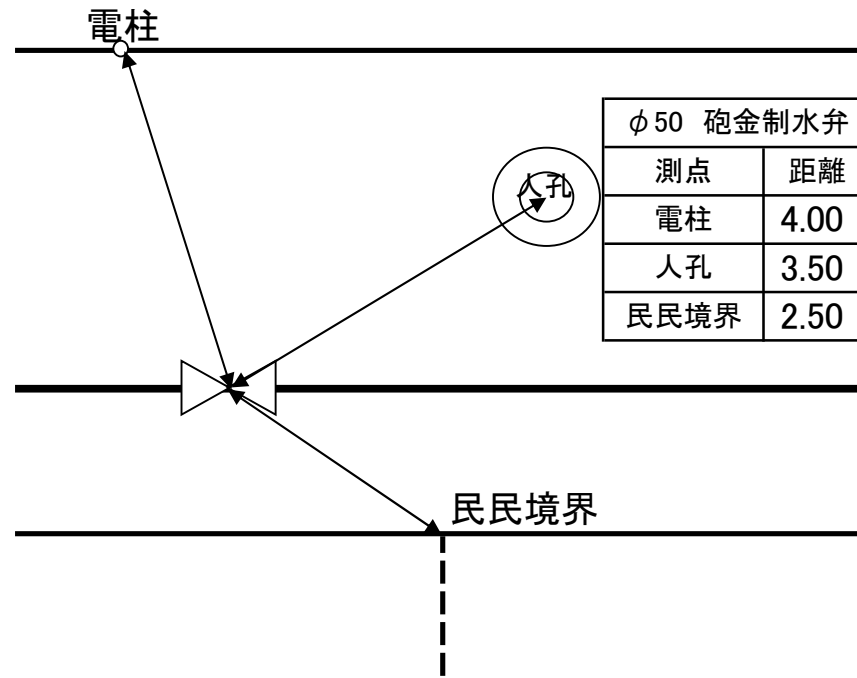 電柱
人孔
φ50 砲金制水弁
測点 距離
電柱 4.00
人孔 3.50
民民境界 2.50
民民境界